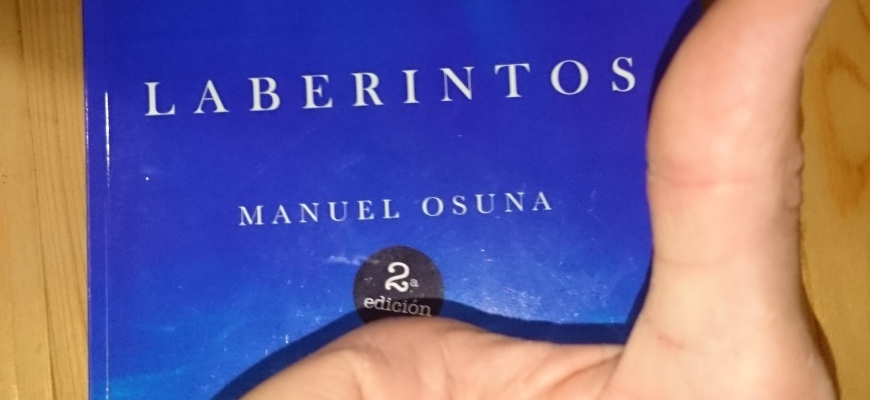 LABERINTOS
MANUEL OSUNA
2ª
edición